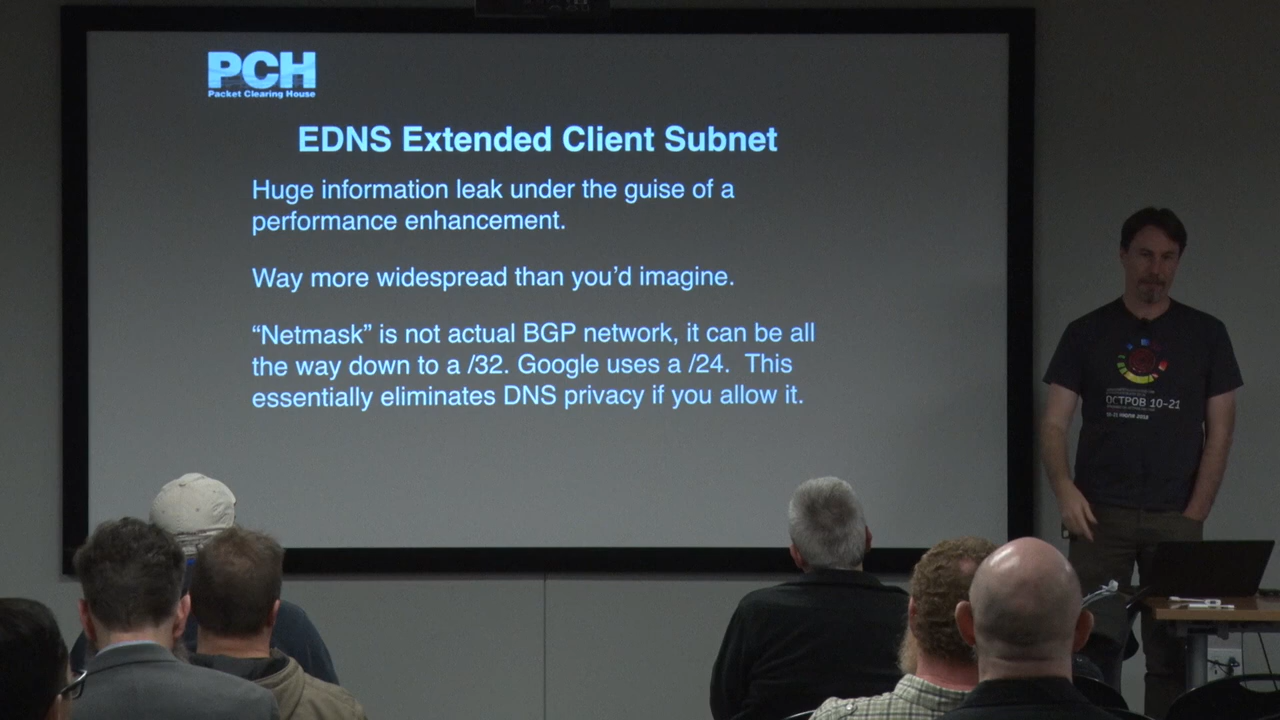 PCH
Packet Clearing House
EDNS Extended Client Subnet
Huge information leak under the guise of a
performance enhancement.
Way more widespread than you'd imagine.
“Netmask” is not actual BGP network, it can be all
the way down to a /32. Google uses a /24.  This
essentially eliminates DNS privacy if you allow it.
ОСТРОВ 10-21